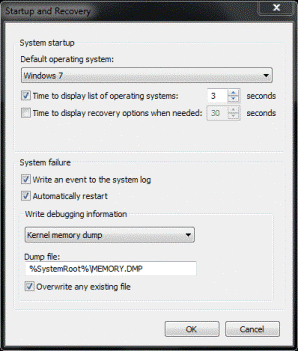 Startup and Recovery
System startup
Default operating system:
Windows 7
Time to display list of operating systems: 3 seconds
Time to display recovery options when needed: 30 seconds
System failure
Write an event to the system log
Automatically restart
Write debugging information
Kernel memory dump
Dump file:
%SystemRoot%\MEMORY.DMP
Overwrite any existing file
OK Cancel